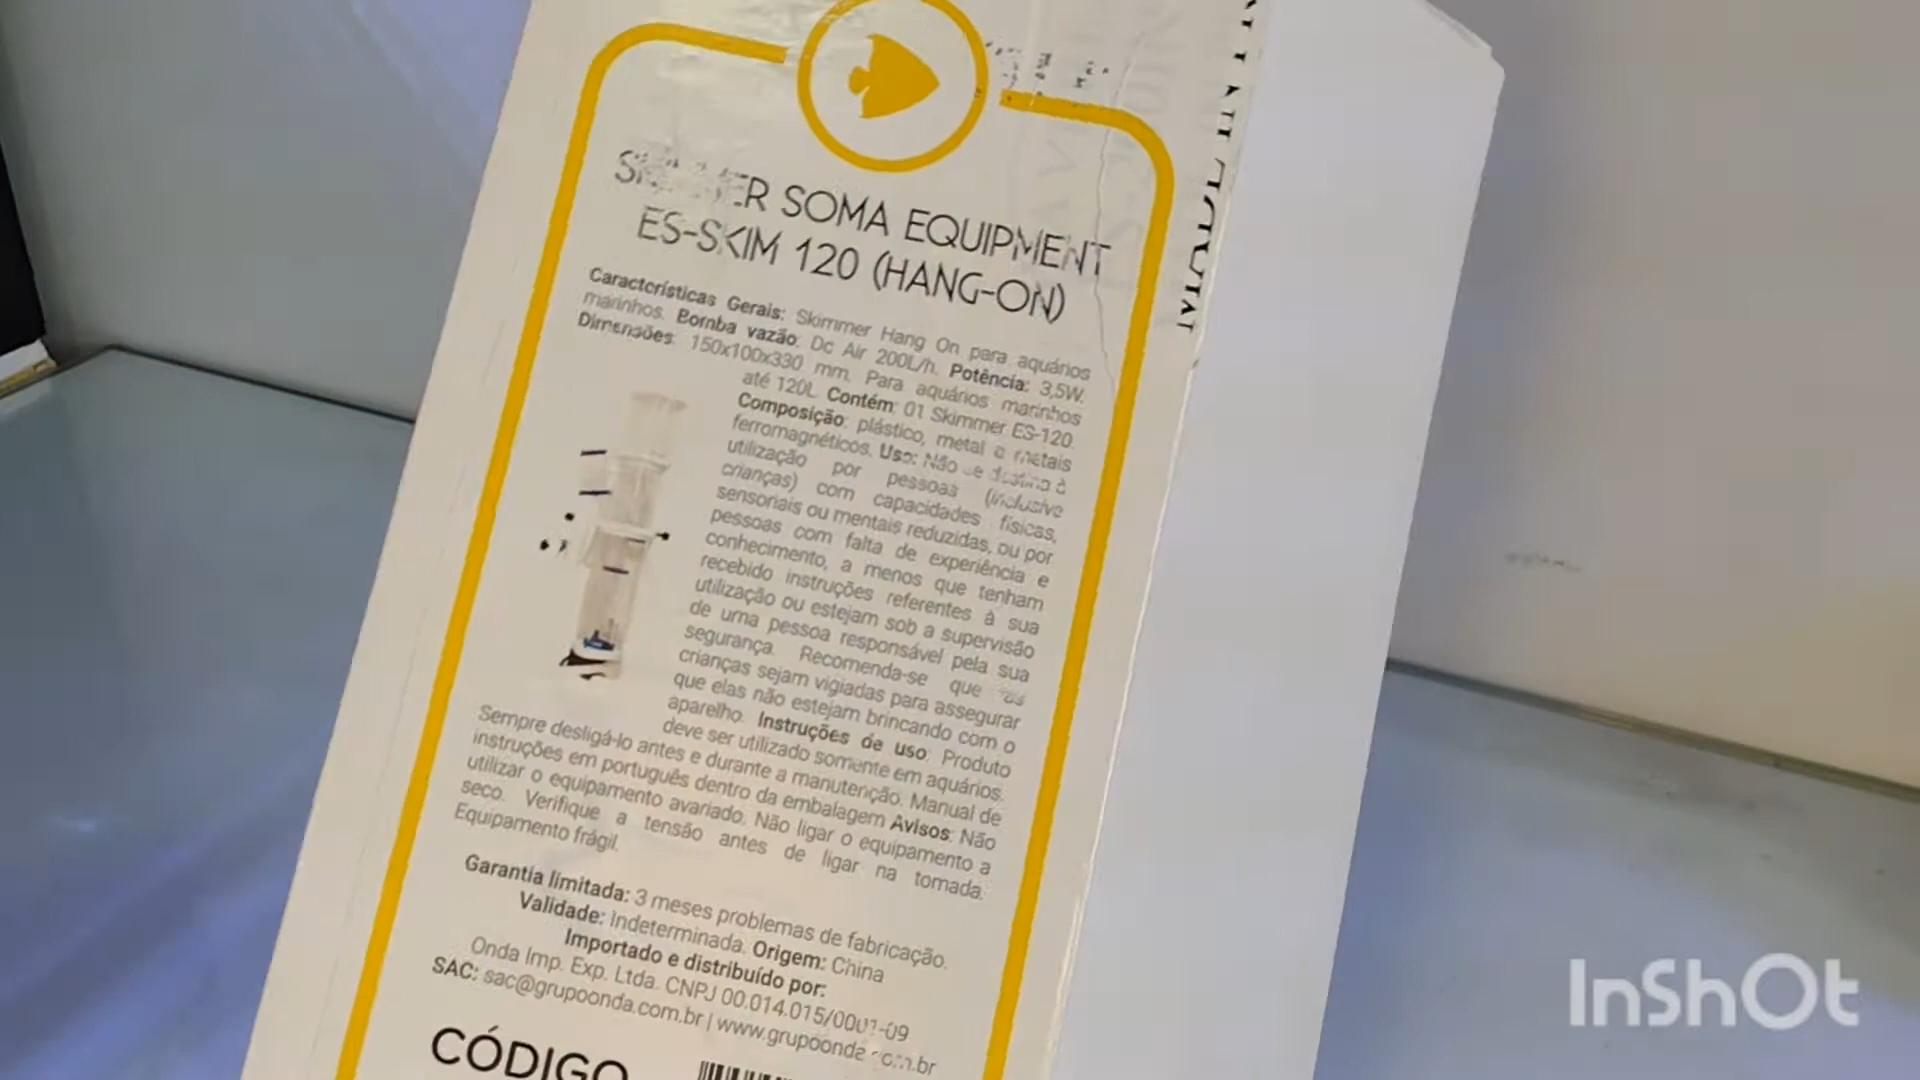 SKIMMER SOMA EQUIPMENT
ES-SKIM 120 (HANG-ON)
Características Gerais: Skimmer Hang On para aquários
marinhos. Bomba vazão: Dc Air 200L/h. Potência: 3,5W.
Dimensões: 150x100x330 mm. Para aquários marinhos
até 120L. Contém: 01 Skimmer ES-120.
Composição: plástico, metal e metais
ferromagnéticos. Uso: Não se destina à
utilização por pessoas (inclusive
crianças) com capacidades físicas,
sensoriais ou mentais reduzidas, ou por
pessoas com falta de experiência e
conhecimento, a menos que tenham
recebido instruções referentes à sua
utilização ou estejam sob a supervisão
de uma pessoa responsável pela sua
segurança. Recomenda-se que as
crianças sejam vigiadas para assegurar
que elas não estejam brincando com o
aparelho. Instruções de uso: Produto
deve ser utilizado somente em aquários.
Sempre desligá-lo antes e durante a manutenção. Manual de
instruções em português dentro da embalagem Avisos: Não
utilizar o equipamento avariado. Não ligar o equipamento a
seco. Verifique a tensão antes de ligar na tomada.
Equipamento frágil.
Garantia limitada: 3 meses problemas de fabricação.
Validade: Indeterminada. Origem: China
Importado e distribuído por:
Onda Imp. Exp. Ltda. CNPJ 00.014.015/0001-09
SAC: sac@grupoonda.com.br | www.grupoonda.com.br
CÓDIGO
InShOt